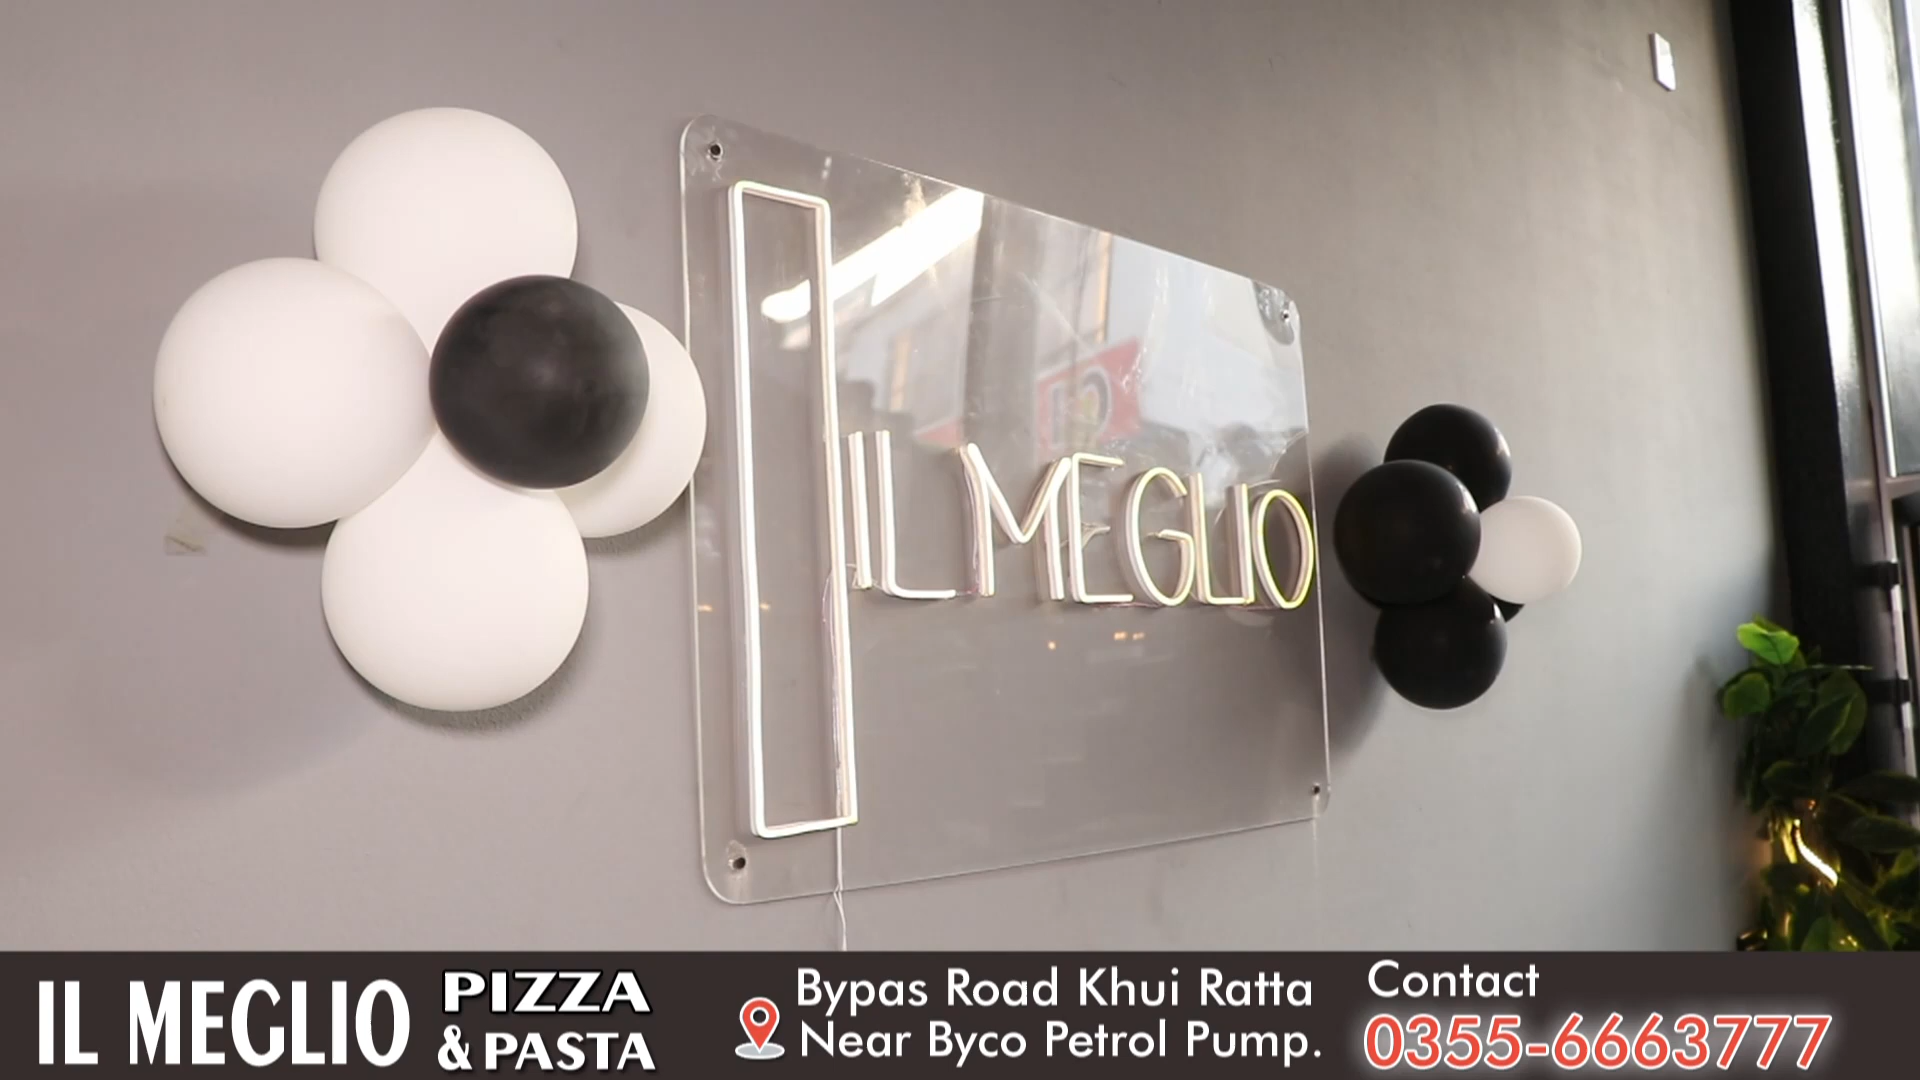 IL MEGLIO
IL MEGLIO
PIZZA
& PASTA
Bypas Road Khui Ratta
Near Byco Petrol Pump.
Contact
0355-6663777